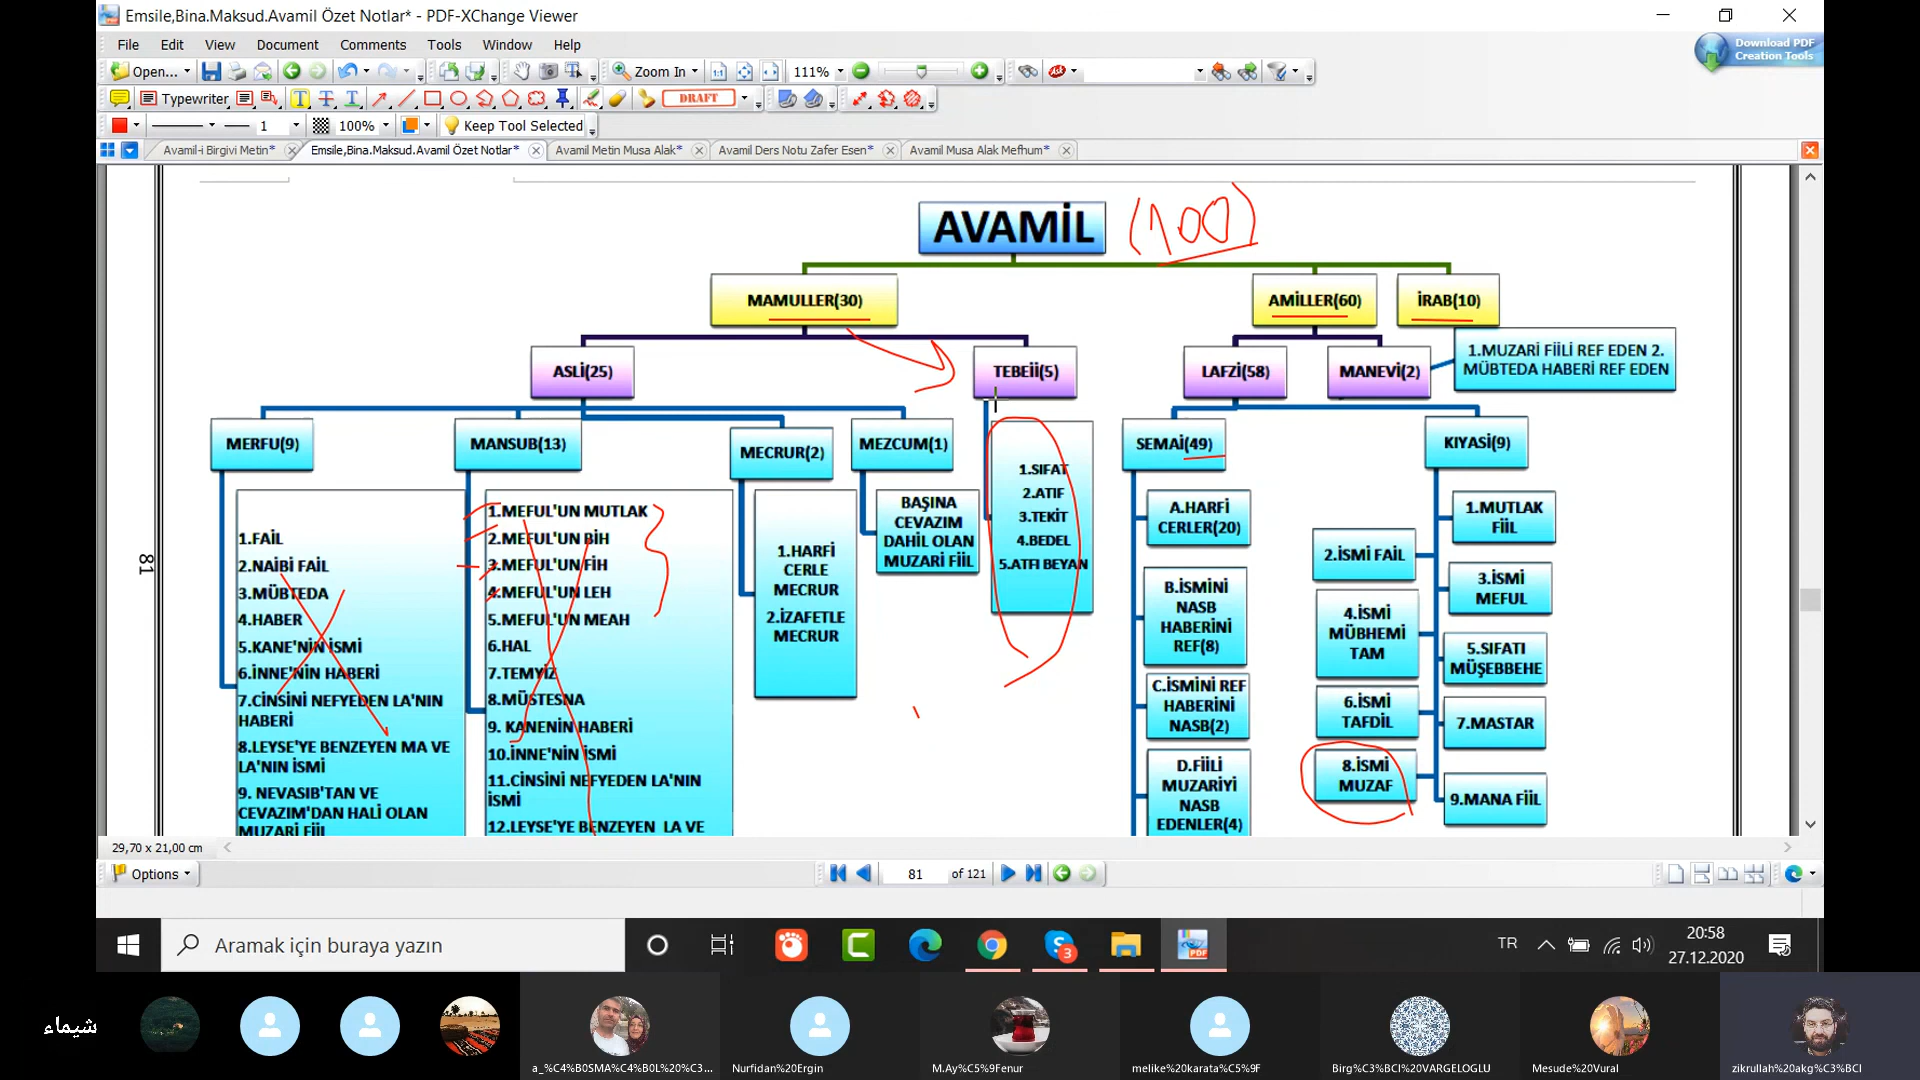 Emsile,Bina.Maksud.Avamil Özet Notlar* - PDF-XChange Viewer
File Edit View Document Comments Tools Window Help
Download PDF
Creation Tools
Open...
Zoom In
111%
Typewriter
DRAFT
1
100%
Keep Tool Selected
Avamil-i Birgivi Metin*
Emsile,Bina.Maksud.Avamil Özet Notlar*
Avamil Metin Musa Alak*
Avamil Ders Notu Zafer Esen*
Avamil Musa Alak Mefhum*
AVAMİL
(100)
MAMULLER(30)
AMİLLER(60)
İRAB(10)
ASLİ(25)
TEBEİİ(5)
LAFZİ(58)
MANEVİ(2)
1.MUZARİ FİİLİ REF EDEN 2.
MÜBTEDA HABERİ REF EDEN
MERFU(9)
MANSUB(13)
MECRUR(2)
MEZCUM(1)
SEMAİ(49)
KIYASİ(9)
1.FAİL
2.NAİBİ FAİL
3.MÜBTEDA
4.HABER
5.KANE'NİN İSMİ
6.İNNE'NİN HABERİ
7.CİNSİNİ NEFYEDEN LA'NIN
HABERİ
8.LEYSE'YE BENZEYEN MA VE
LA'NIN İSMİ
9. NEVASIB'TAN VE
CEVAZIM'DAN HALİ OLAN
MUZARİ FİİL
1.MEFUL'UN MUTLAK
2.MEFUL'UN BİH
3.MEFUL'UN FİH
4.MEFUL'UN LEH
5.MEFUL'UN MEAH
6.HAL
7.TEMYİZ
8.MÜSTESNA
9. KANENİN HABERİ
10.İNNE'NİN İSMİ
11.CİNSİNİ NEFYEDEN LA'NIN
İSMİ
12.LEYSE'YE BENZEYEN LA VE
1.HARFİ
CERLE
MECRUR
2.İZAFETLE
MECRUR
BAŞINA
CEVAZIM
DAHİL OLAN
MUZARİ FİİL
1.SIFAT
2.ATIF
3.TEKİT
4.BEDEL
5.ATFI BEYAN
A.HARFİ
CERLER(20)
B.İSMİNİ
NASB
HABERİNİ
REF(8)
C.İSMİNİ REF
HABERİNİ
NASB(2)
D.FİİLİ
MUZARİYİ
NASB
EDENLER(4)
1.MUTLAK
FİİL
2.İSMİ FAİL
3.İSMİ
MEFUL
4.İSMİ
MÜBHEMİ
TAM
5.SIFATI
MÜŞEBBEHE
6.İSMİ
TAFDİL
7.MASTAR
8.İSMİ
MUZAF
9.MANA FİİL
81
29,70 x 21,00 cm
Options
81 of 121
Aramak için buraya yazın
3
PDF
TR
20:58
27.12.2020
شيماء
a_%C4%B0SMA%C4%B0L%20%C3...
Nurfidan%20Ergin
M.Ay%C5%9Fenur
melike%20karata%C5%9F
Birg%C3%BCl%20VARGELOGLU
Mesude%20Vural
zikrullah%20akg%C3%BCl